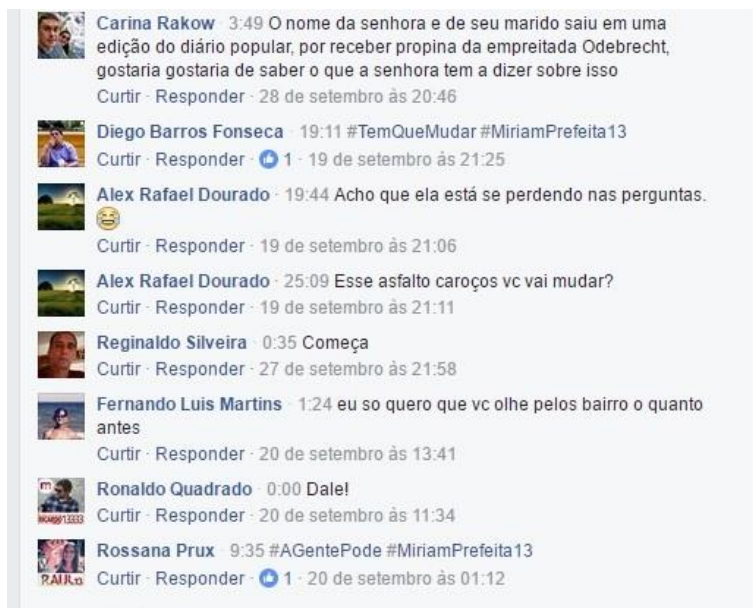 Carina Rakow · 3:49 O nome da senhora e de seu marido saiu em uma
edição do diário popular, por receber propina da empreitada Odebrecht,
gostaria gostaria de saber o que a senhora tem a dizer sobre isso
Curtir · Responder · 28 de setembro às 20:46
Diego Barros Fonseca · 19:11 #TemQueMudar #MiriamPrefeita13
Curtir · Responder · 1 · 19 de setembro às 21:25
Alex Rafael Dourado · 19:44 Acho que ela está se perdendo nas perguntas.
Curtir · Responder · 19 de setembro às 21:06
Alex Rafael Dourado · 25:09 Esse asfalto caroços vc vai mudar?
Curtir · Responder · 19 de setembro às 21:11
Reginaldo Silveira · 0:35 Começa
Curtir · Responder · 27 de setembro às 21:58
Fernando Luis Martins · 1:24 eu so quero que vc olhe pelos bairro o quanto
antes
Curtir · Responder · 20 de setembro às 13:41
Ronaldo Quadrado · 0:00 Dale!
Curtir · Responder · 20 de setembro às 11:34
Rossana Prux · 9:35 #AGentePode #MiriamPrefeita13
Curtir · Responder · 1 · 20 de setembro às 01:12